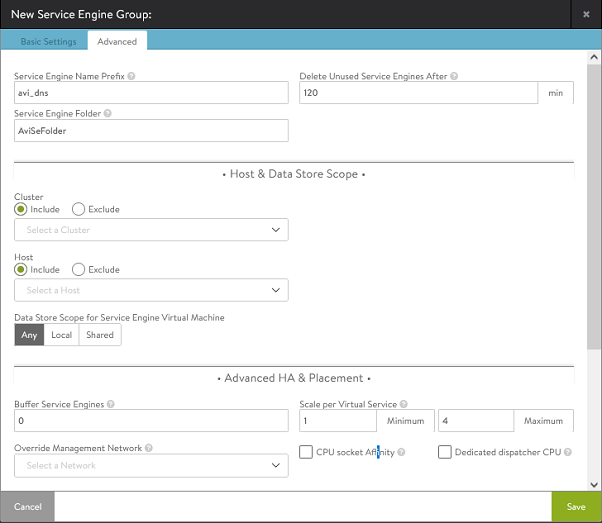 New Service Engine Group:
Basic Settings Advanced
Service Engine Name Prefix Delete Unused Service Engines After
avi_dns 120 min
Service Engine Folder
AviSeFolder
• Host & Data Store Scope •
Cluster
Include Exclude
Select a Cluster
Host
Include Exclude
Select a Host
Data Store Scope for Service Engine Virtual Machine
Any Local Shared
• Advanced HA & Placement •
Buffer Service Engines Scale per Virtual Service
0 1 Minimum 4 Maximum
Override Management Network CPU socket Affinity Dedicated dispatcher CPU
Select a Network
Cancel Save